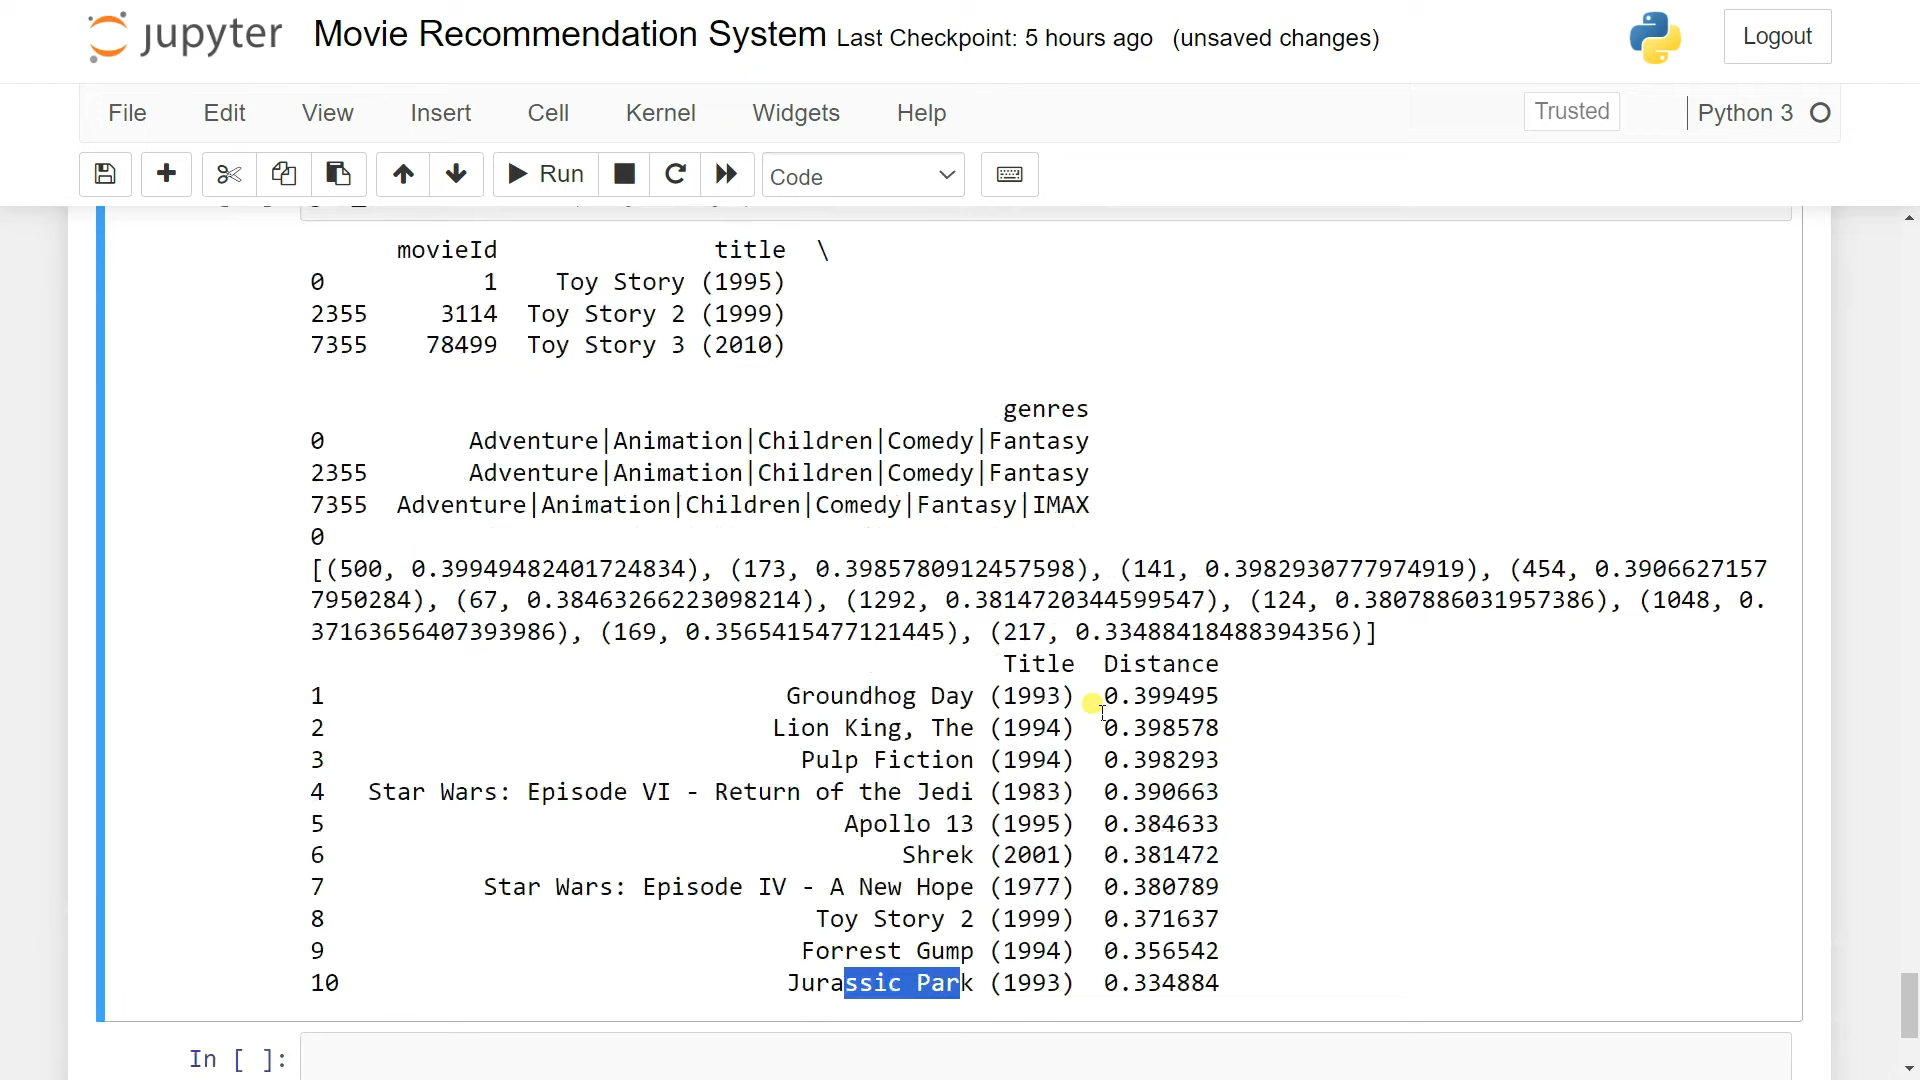 jupyter Movie Recommendation System Last Checkpoint: 5 hours ago (unsaved changes) Logout
File Edit View Insert Cell Kernel Widgets Help Trusted Python 3
Run Code
movieId title \
0 1 Toy Story (1995)
2355 3114 Toy Story 2 (1999)
7355 78499 Toy Story 3 (2010)
genres
0 Adventure|Animation|Children|Comedy|Fantasy
2355 Adventure|Animation|Children|Comedy|Fantasy
7355 Adventure|Animation|Children|Comedy|Fantasy|IMAX
0
[(500, 0.39949482401724834), (173, 0.3985780912457598), (141, 0.3982930777974919), (454, 0.3906627157
7950284), (67, 0.38463266223098214), (1292, 0.3814720344599547), (124, 0.3807886031957386), (1048, 0.
37163656407393986), (169, 0.3565415477121445), (217, 0.33488418488394356)]
Title Distance
1 Groundhog Day (1993) 0.399495
2 Lion King, The (1994) 0.398578
3 Pulp Fiction (1994) 0.398293
4 Star Wars: Episode VI - Return of the Jedi (1983) 0.390663
5 Apollo 13 (1995) 0.384633
6 Shrek (2001) 0.381472
7 Star Wars: Episode IV - A New Hope (1977) 0.380789
8 Toy Story 2 (1999) 0.371637
9 Forrest Gump (1994) 0.356542
10 Jurassic Park (1993) 0.334884
In [ ]: